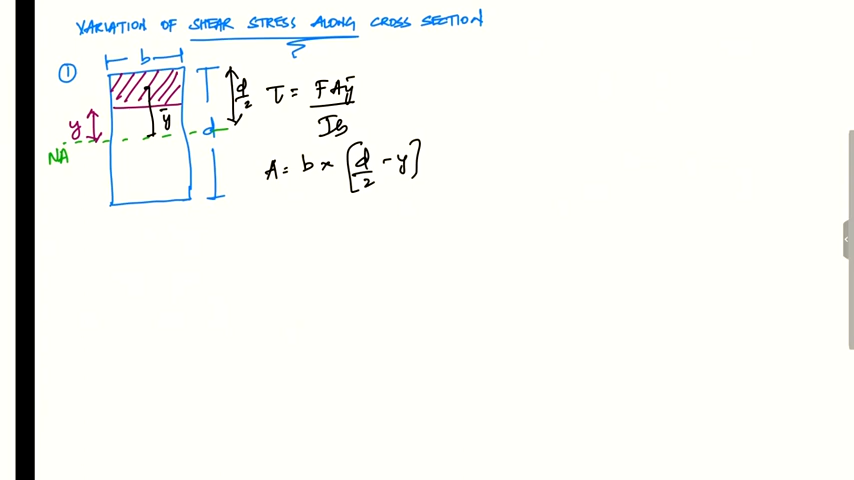 VARIATION OF SHEAR STRESS ALONG CROSS SECTION
①
b
d/2
τ = FAȳ/Ib
y
ȳ
d
NA
A = b × [d/2 - y]